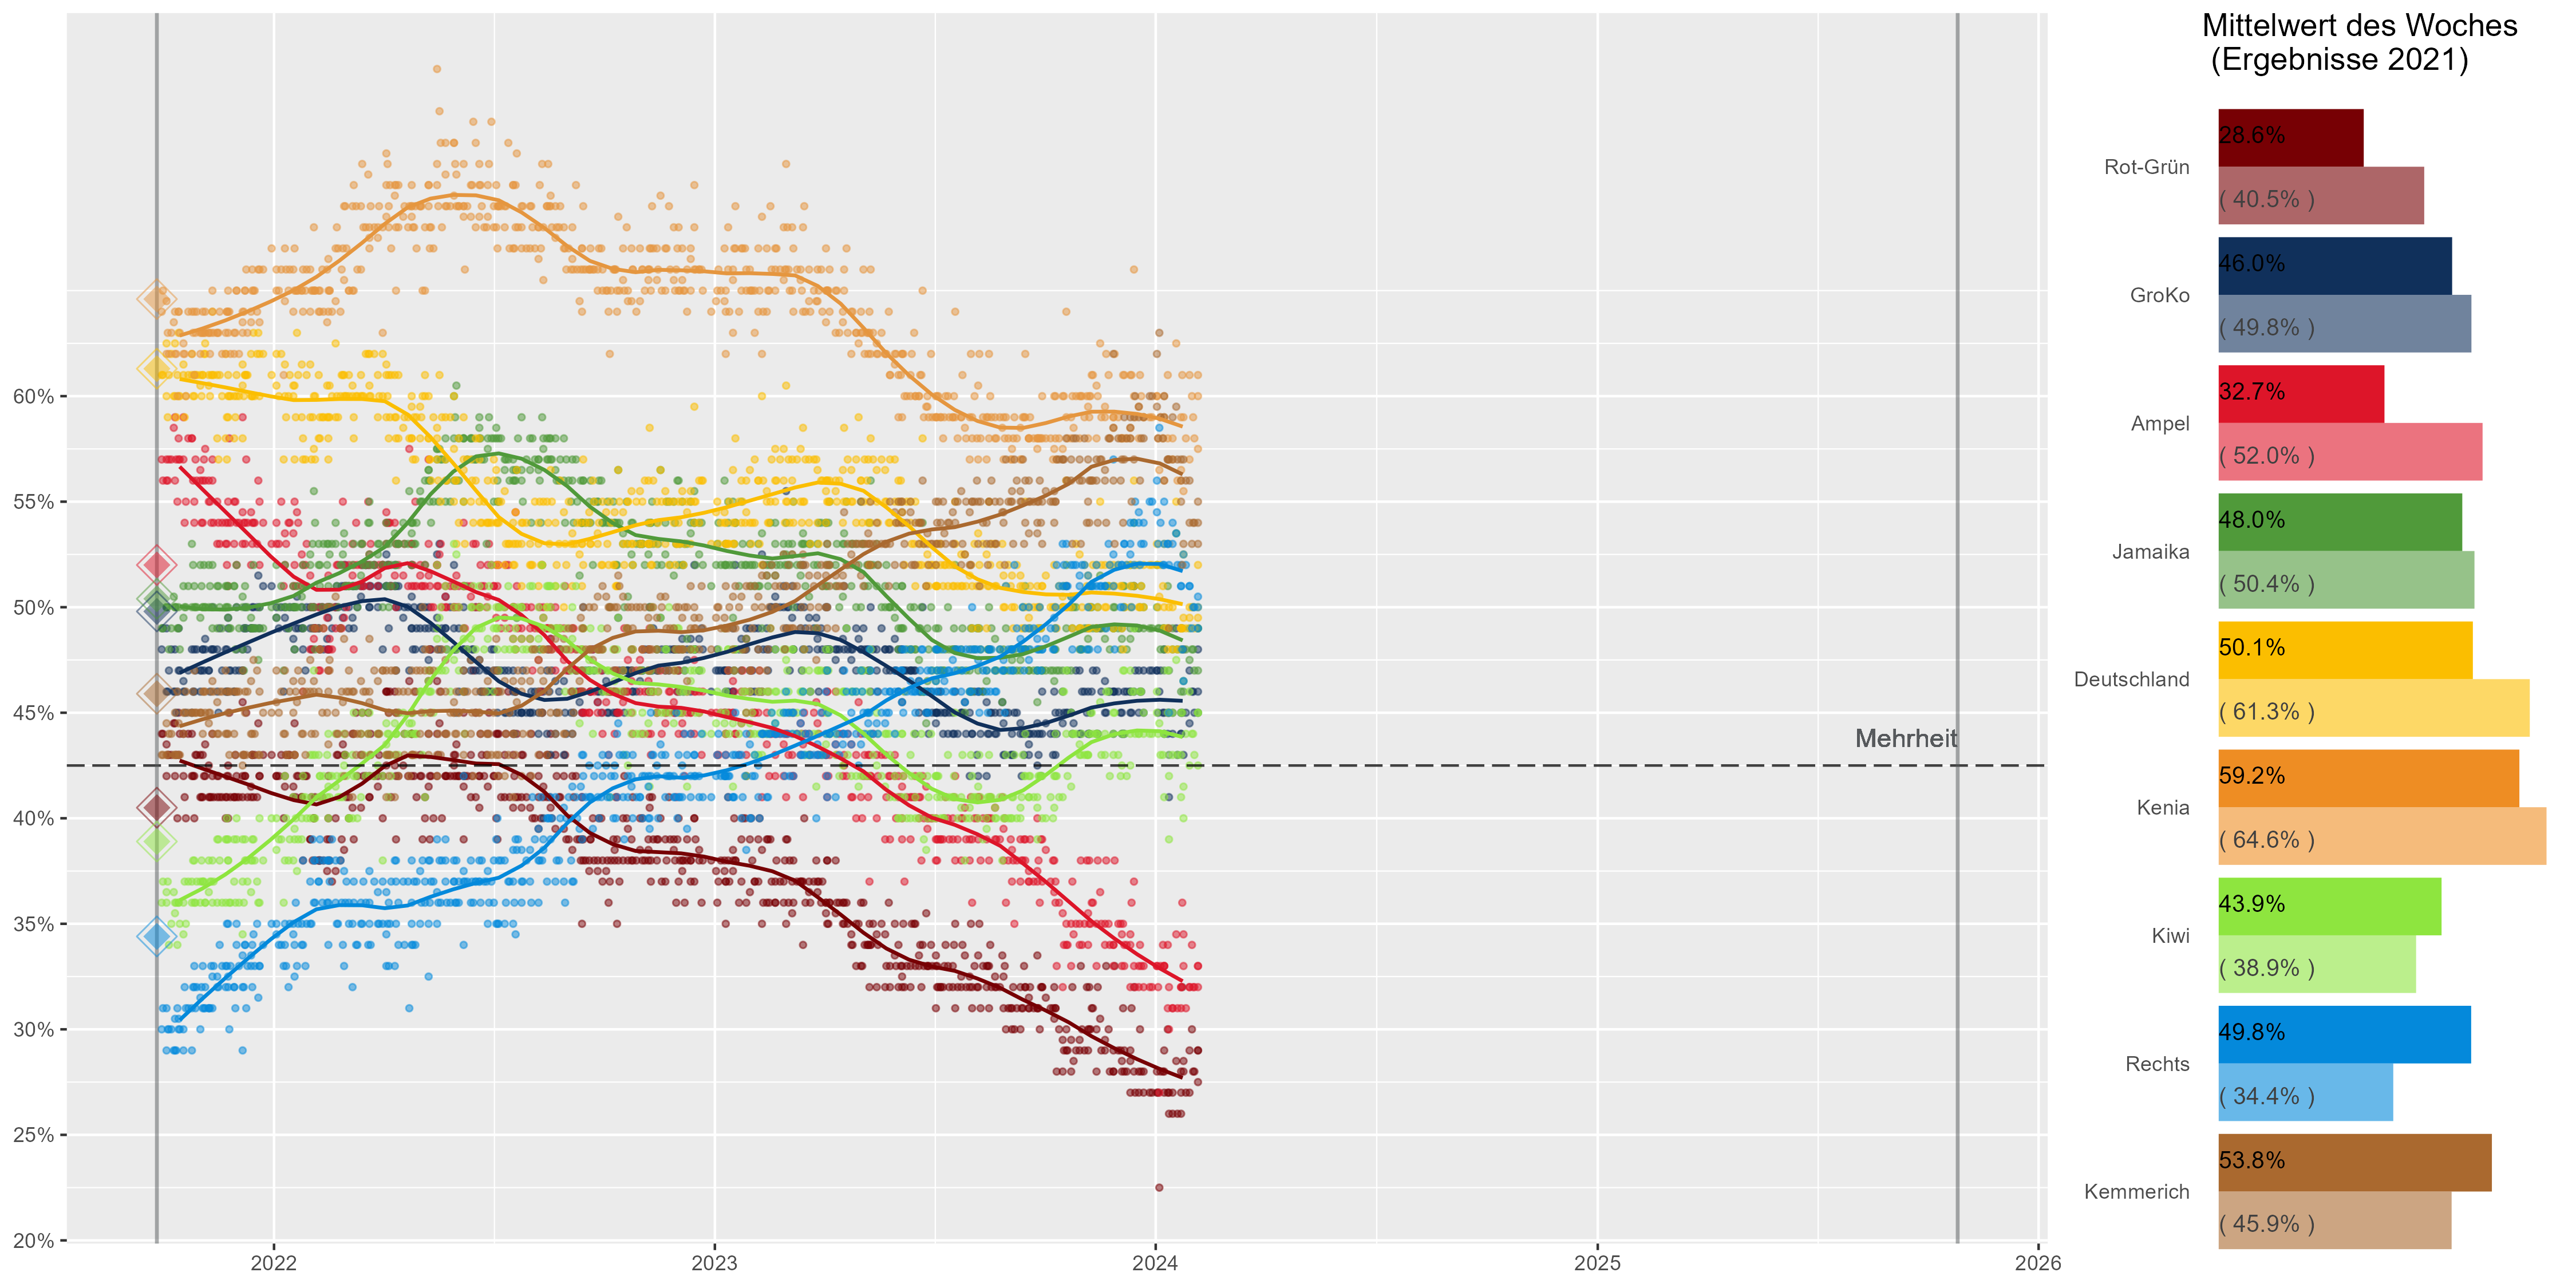 60%
55%
50%
45%
40%
35%
30%
25%
20%
2022
2023
2024
2025
2026
Mehrheit
Mittelwert des Woches
(Ergebnisse 2021)
Rot-Grün
28.6%
( 40.5% )
GroKo
46.0%
( 49.8% )
Ampel
32.7%
( 52.0% )
Jamaika
48.0%
( 50.4% )
Deutschland
50.1%
( 61.3% )
Kenia
59.2%
( 64.6% )
Kiwi
43.9%
( 38.9% )
Rechts
49.8%
( 34.4% )
Kemmerich
53.8%
( 45.9% )